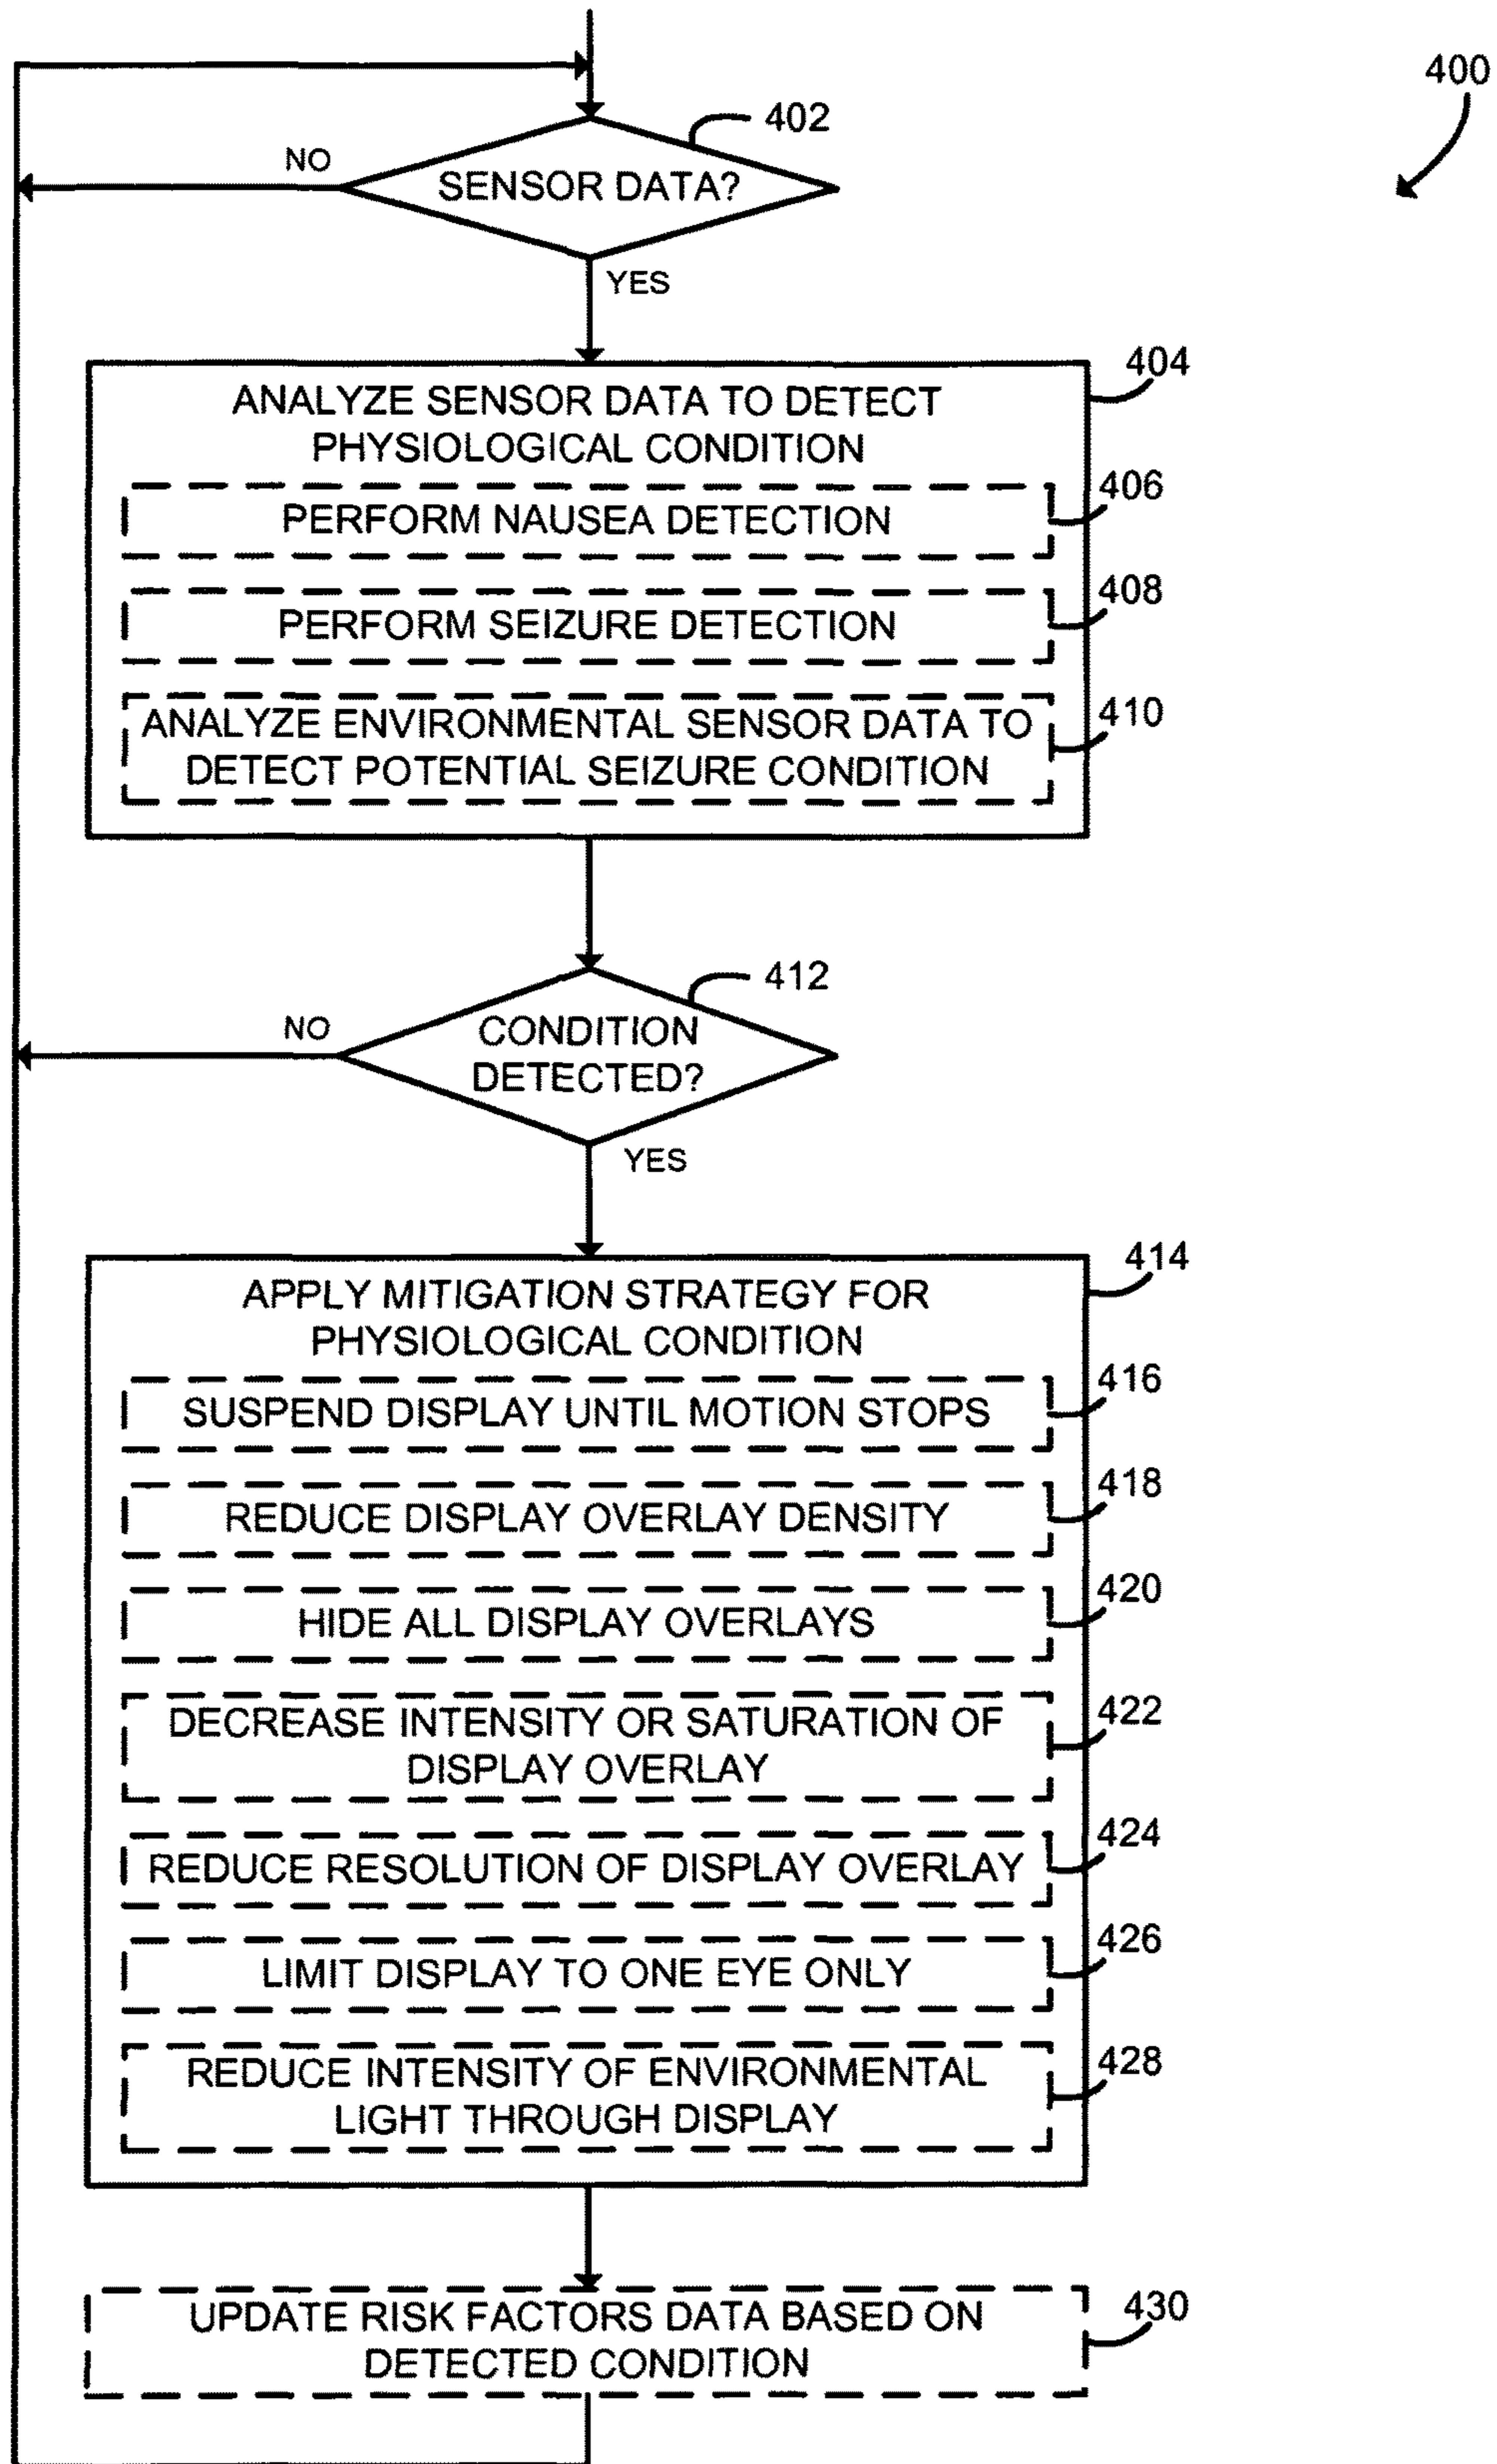 400
402
NO
SENSOR DATA?
YES
404
ANALYZE SENSOR DATA TO DETECT
PHYSIOLOGICAL CONDITION
406
PERFORM NAUSEA DETECTION
408
PERFORM SEIZURE DETECTION
410
ANALYZE ENVIRONMENTAL SENSOR DATA TO
DETECT POTENTIAL SEIZURE CONDITION
412
NO
CONDITION
DETECTED?
YES
414
APPLY MITIGATION STRATEGY FOR
PHYSIOLOGICAL CONDITION
416
SUSPEND DISPLAY UNTIL MOTION STOPS
418
REDUCE DISPLAY OVERLAY DENSITY
420
HIDE ALL DISPLAY OVERLAYS
422
DECREASE INTENSITY OR SATURATION OF
DISPLAY OVERLAY
424
REDUCE RESOLUTION OF DISPLAY OVERLAY
426
LIMIT DISPLAY TO ONE EYE ONLY
428
REDUCE INTENSITY OF ENVIRONMENTAL
LIGHT THROUGH DISPLAY
430
UPDATE RISK FACTORS DATA BASED ON
DETECTED CONDITION